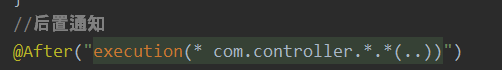 //后置通知
@After("execution(* com.controller.*.*(..))")